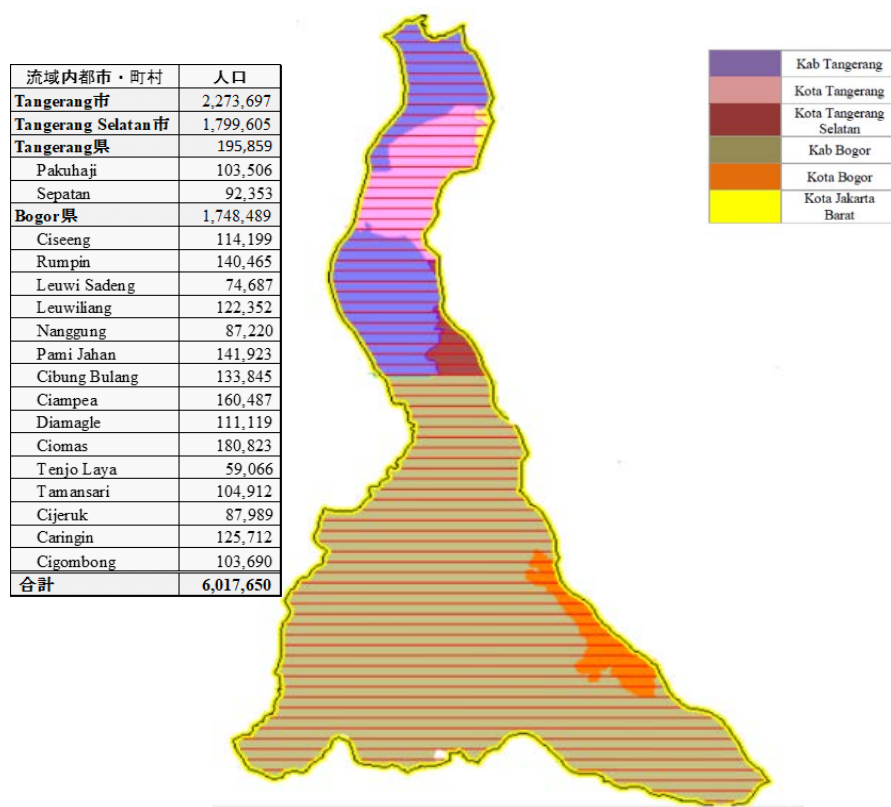 流域内都市・町村 人口
Tangerang市 2,273,697
Tangerang Selatan市 1,799,605
Tangerang県 195,859
Pakuhaji 103,506
Sepatan 92,353
Bogor県 1,748,489
Ciseeng 114,199
Rumpin 140,465
Leuwi Sadeng 74,687
Leuwiliang 122,352
Nanggung 87,220
Pami Jahan 141,923
Cibung Bulang 133,845
Ciampea 160,487
Diamagle 111,119
Ciomas 180,823
Tenjo Laya 59,066
Tamansari 104,912
Cijeruk 87,989
Caringin 125,712
Cigombong 103,690
合計 6,017,650
Kab Tangerang
Kota Tangerang
Kota Tangerang
Selatan
Kab Bogor
Kota Bogor
Kota Jakarta
Barat